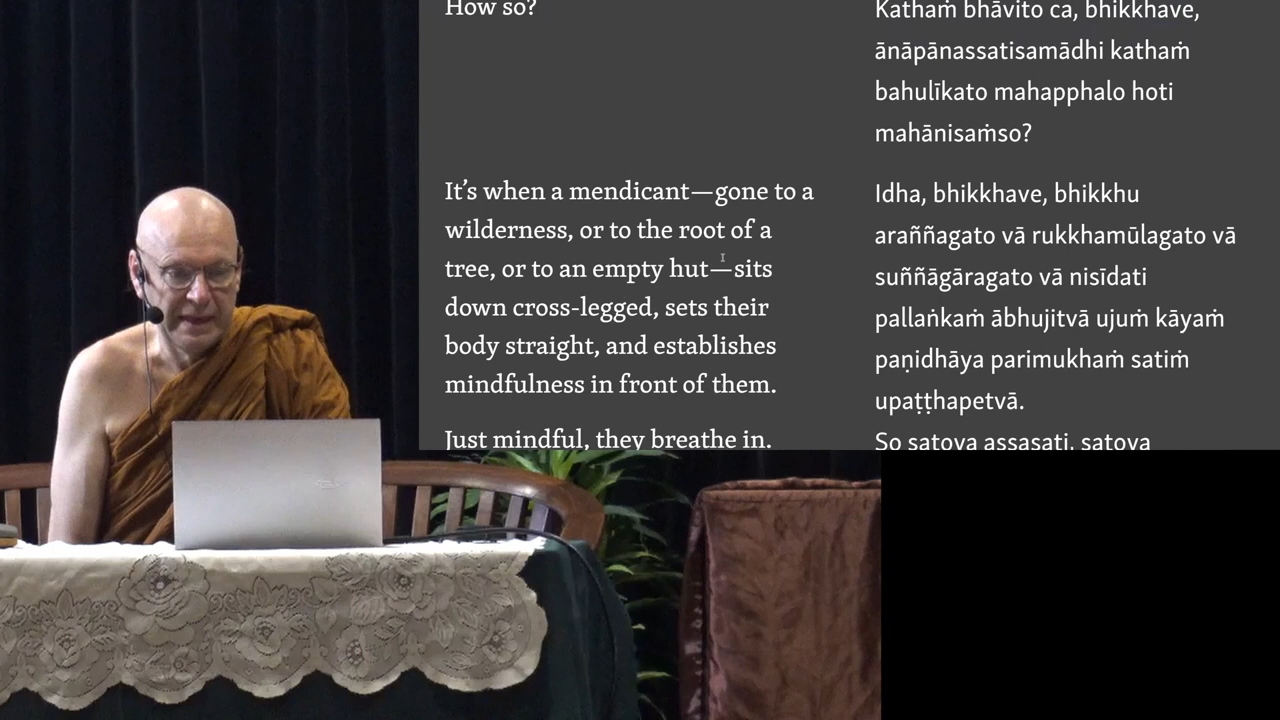 How so?
It’s when a mendicant—gone to a
wilderness, or to the root of a
tree, or to an empty hut—sits
down cross-legged, sets their
body straight, and establishes
mindfulness in front of them.
Just mindful, they breathe in.
Kathaṁ bhāvito ca, bhikkhave,
ānāpānassatisamādhi kathaṁ
bahulīkato mahapphalo hoti
mahānisaṁso?
Idha, bhikkhave, bhikkhu
araññagato vā rukkhamūlagato vā
suññāgāragato vā nisīdati
pallaṅkaṁ ābhujitvā ujuṁ kāyaṁ
paṇidhāya parimukhaṁ satiṁ
upaṭṭhapetvā.
So satova assasati, satova